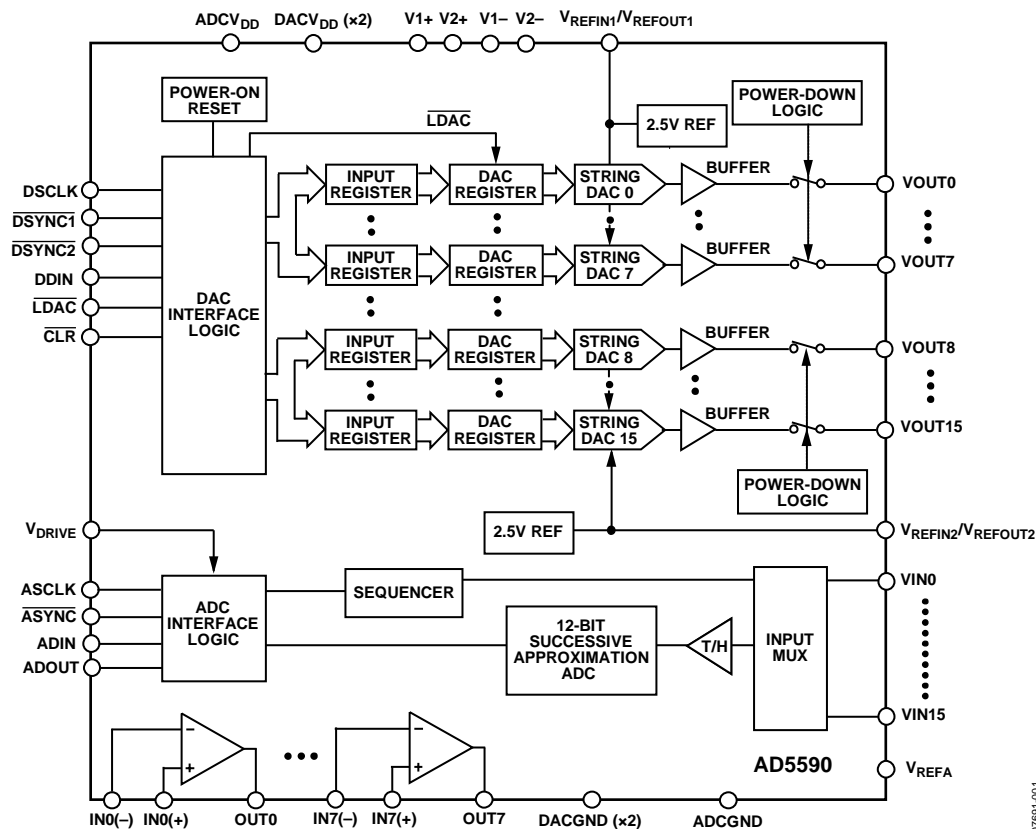 ADCVDD DACVDD (×2) V1+ V2+ V1– V2– VREFIN1/VREFOUT1
POWER-ON
RESET
LDAC
2.5V REF
POWER-DOWN
LOGIC
DSCLK
DSYNC1
DSYNC2
DDIN
LDAC
CLR
DAC
INTERFACE
LOGIC
INPUT
REGISTER
DAC
REGISTER
STRING
DAC 0
BUFFER
VOUT0
INPUT
REGISTER
DAC
REGISTER
STRING
DAC 7
BUFFER
VOUT7
INPUT
REGISTER
DAC
REGISTER
STRING
DAC 8
BUFFER
VOUT8
INPUT
REGISTER
DAC
REGISTER
STRING
DAC 15
BUFFER
VOUT15
POWER-DOWN
LOGIC
VDRIVE
2.5V REF
VREFIN2/VREFOUT2
ASCLK
ASYNC
ADIN
ADOUT
ADC
INTERFACE
LOGIC
SEQUENCER
12-BIT
SUCCESSIVE
APPROXIMATION
ADC
T/H
INPUT
MUX
VIN0
VIN15
AD5590
VREFA
– +
– +
IN0(–) IN0(+) OUT0 IN7(–) IN7(+) OUT7 DACGND (×2) ADCGND